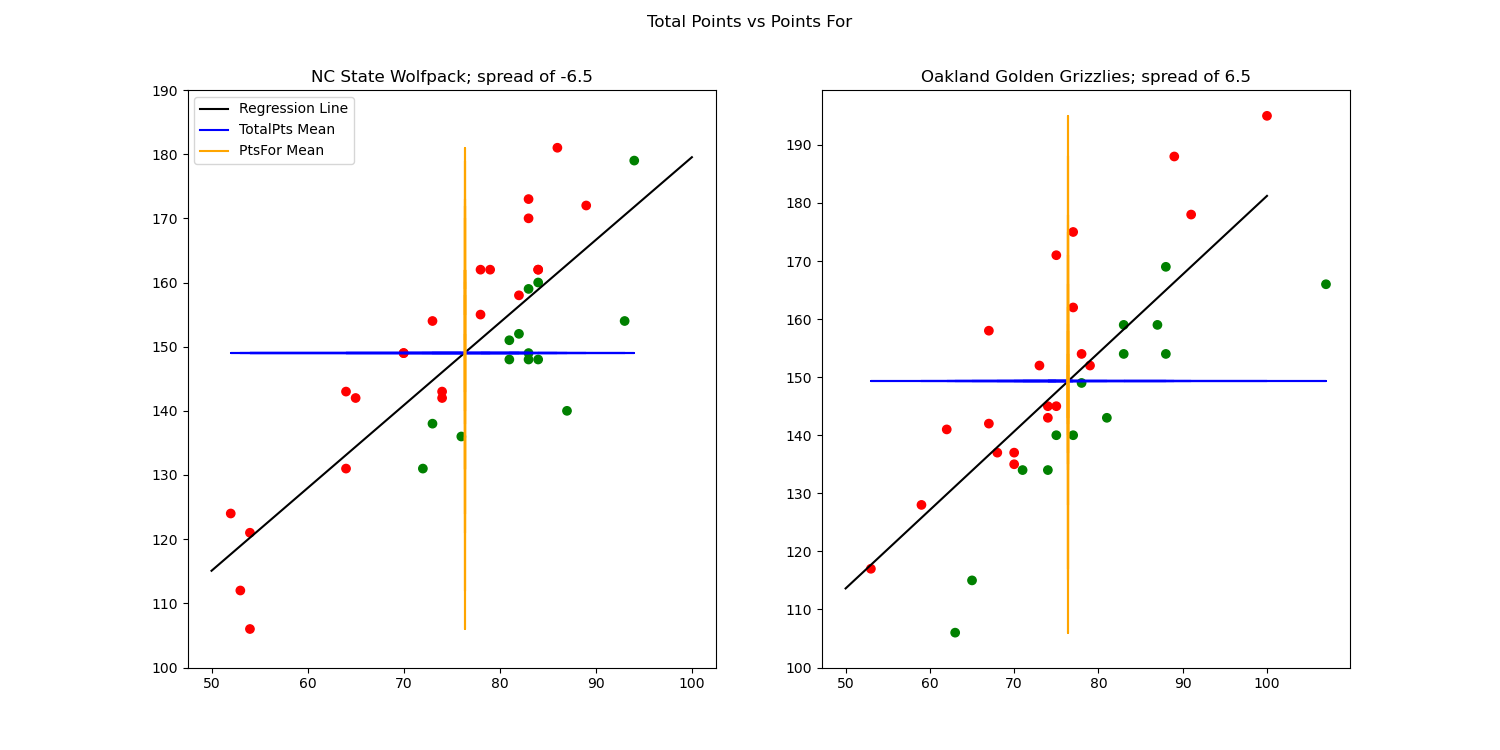 Total Points vs Points For
NC State Wolfpack; spread of -6.5
Regression Line
TotalPts Mean
PtsFor Mean
190
180
170
160
150
140
130
120
110
100
50 60 70 80 90 100
Oakland Golden Grizzlies; spread of 6.5
190
180
170
160
150
140
130
120
110
100
50 60 70 80 90 100